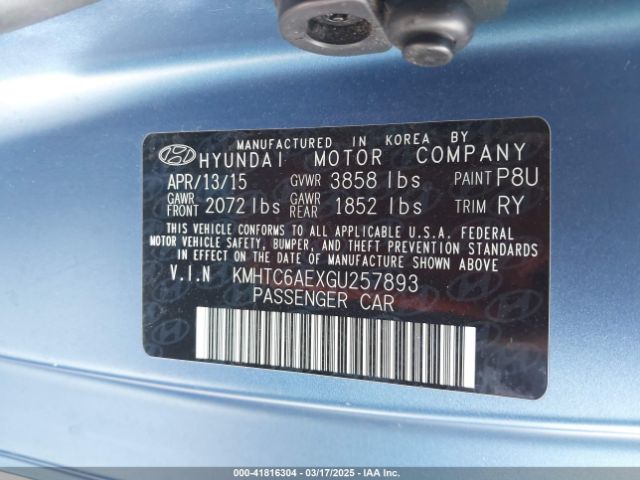 MANUFACTURED IN KOREA BY
HYUNDAI MOTOR COMPANY
APR/13/15 GVWR 3858 lbs PAINT P8U
GAWR FRONT 2072 lbs GAWR REAR 1852 lbs TRIM RY
THIS VEHICLE CONFORMS TO ALL APPLICABLE U.S.A. FEDERAL
MOTOR VEHICLE SAFETY, BUMPER, AND THEFT PREVENTION STANDARDS
IN EFFECT ON THE DATE OF MANUFACTURE SHOWN ABOVE
V.I.N KMHTC6AEXGU257893
PASSENGER CAR
000-41816304 — 03/17/2025 — IAA Inc.